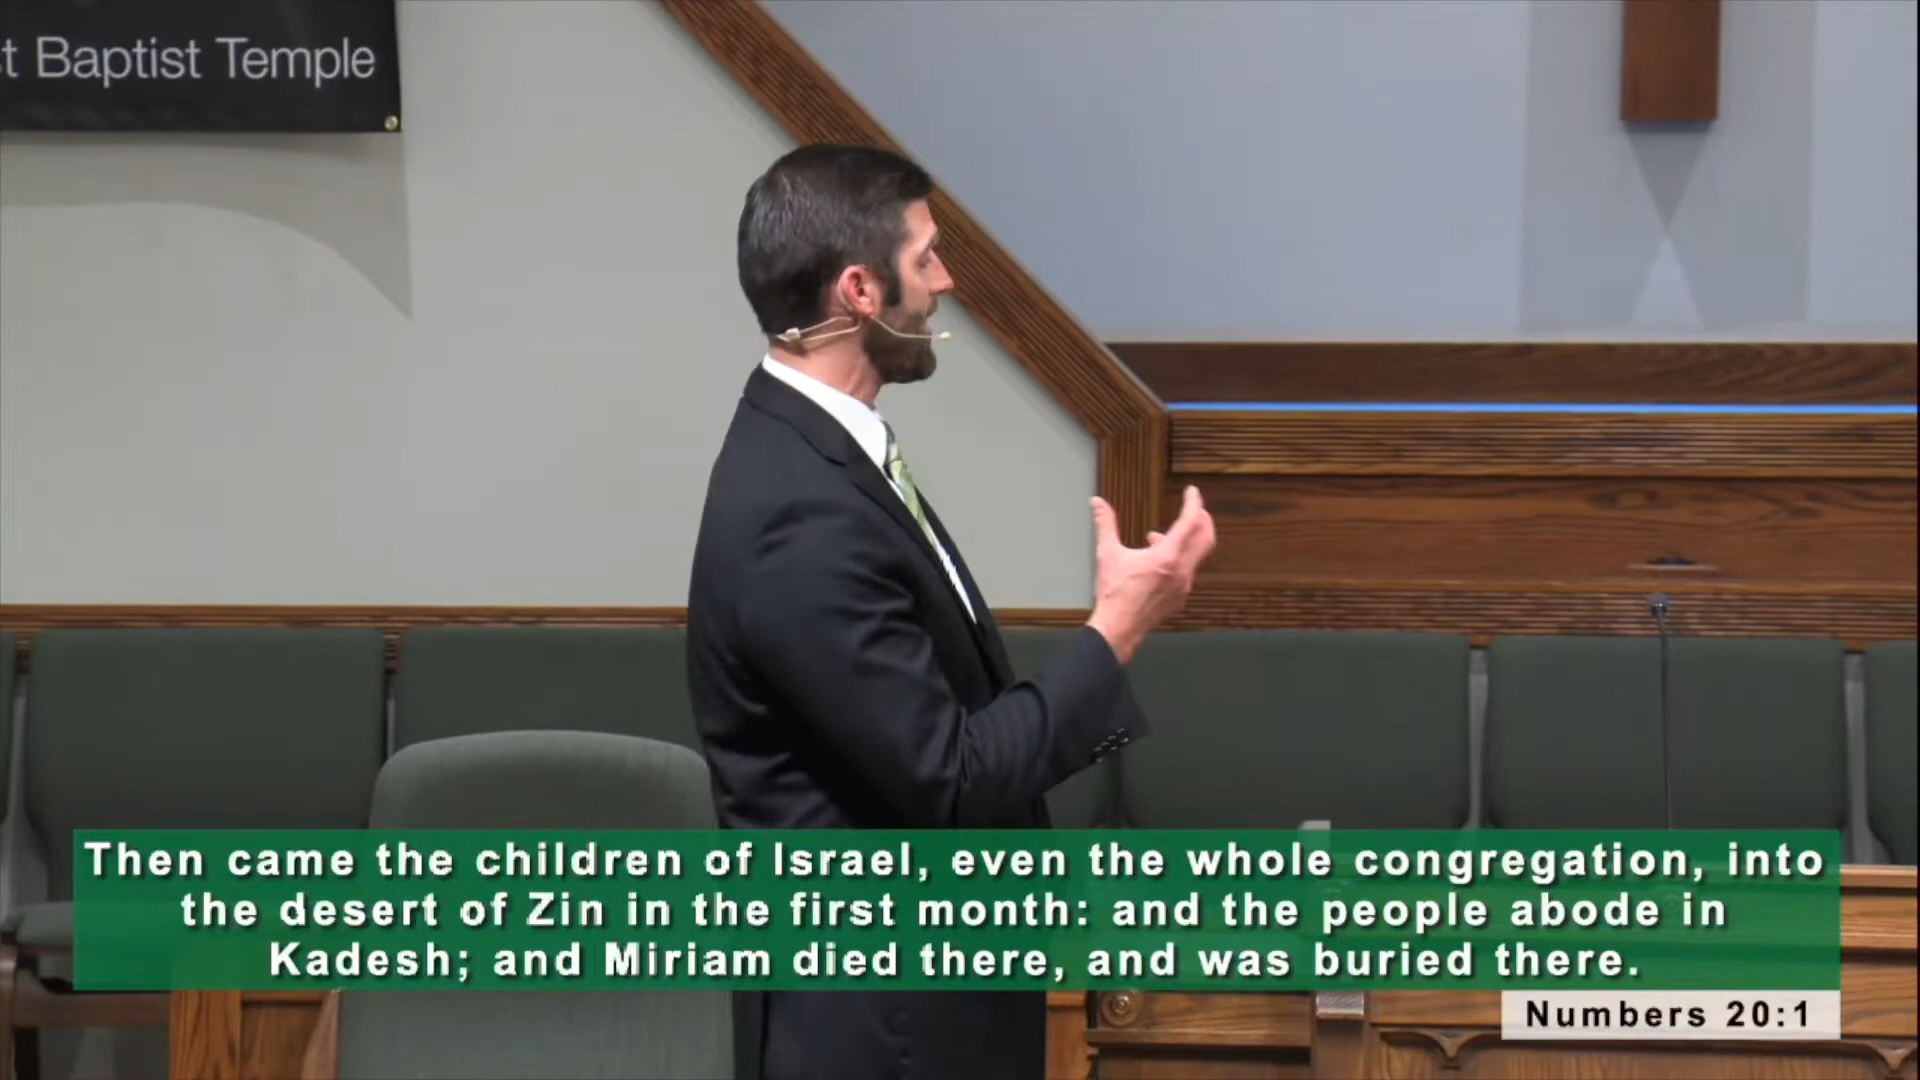 t Baptist Temple
Then came the children of Israel, even the whole congregation, into
the desert of Zin in the first month: and the people abode in
Kadesh; and Miriam died there, and was buried there.
Numbers 20:1